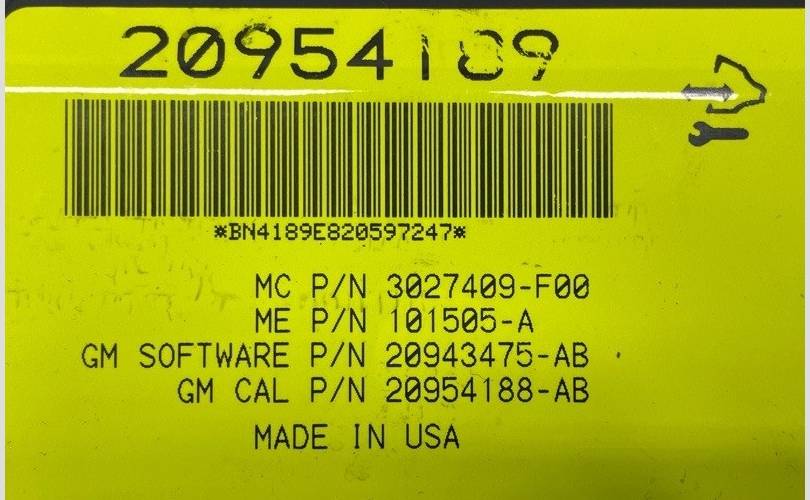 20954189
*BN4189E820597247*
MC P/N 3027409-F00
ME P/N 101505-A
GM SOFTWARE P/N 20943475-AB
GM CAL P/N 20954188-AB
MADE IN USA